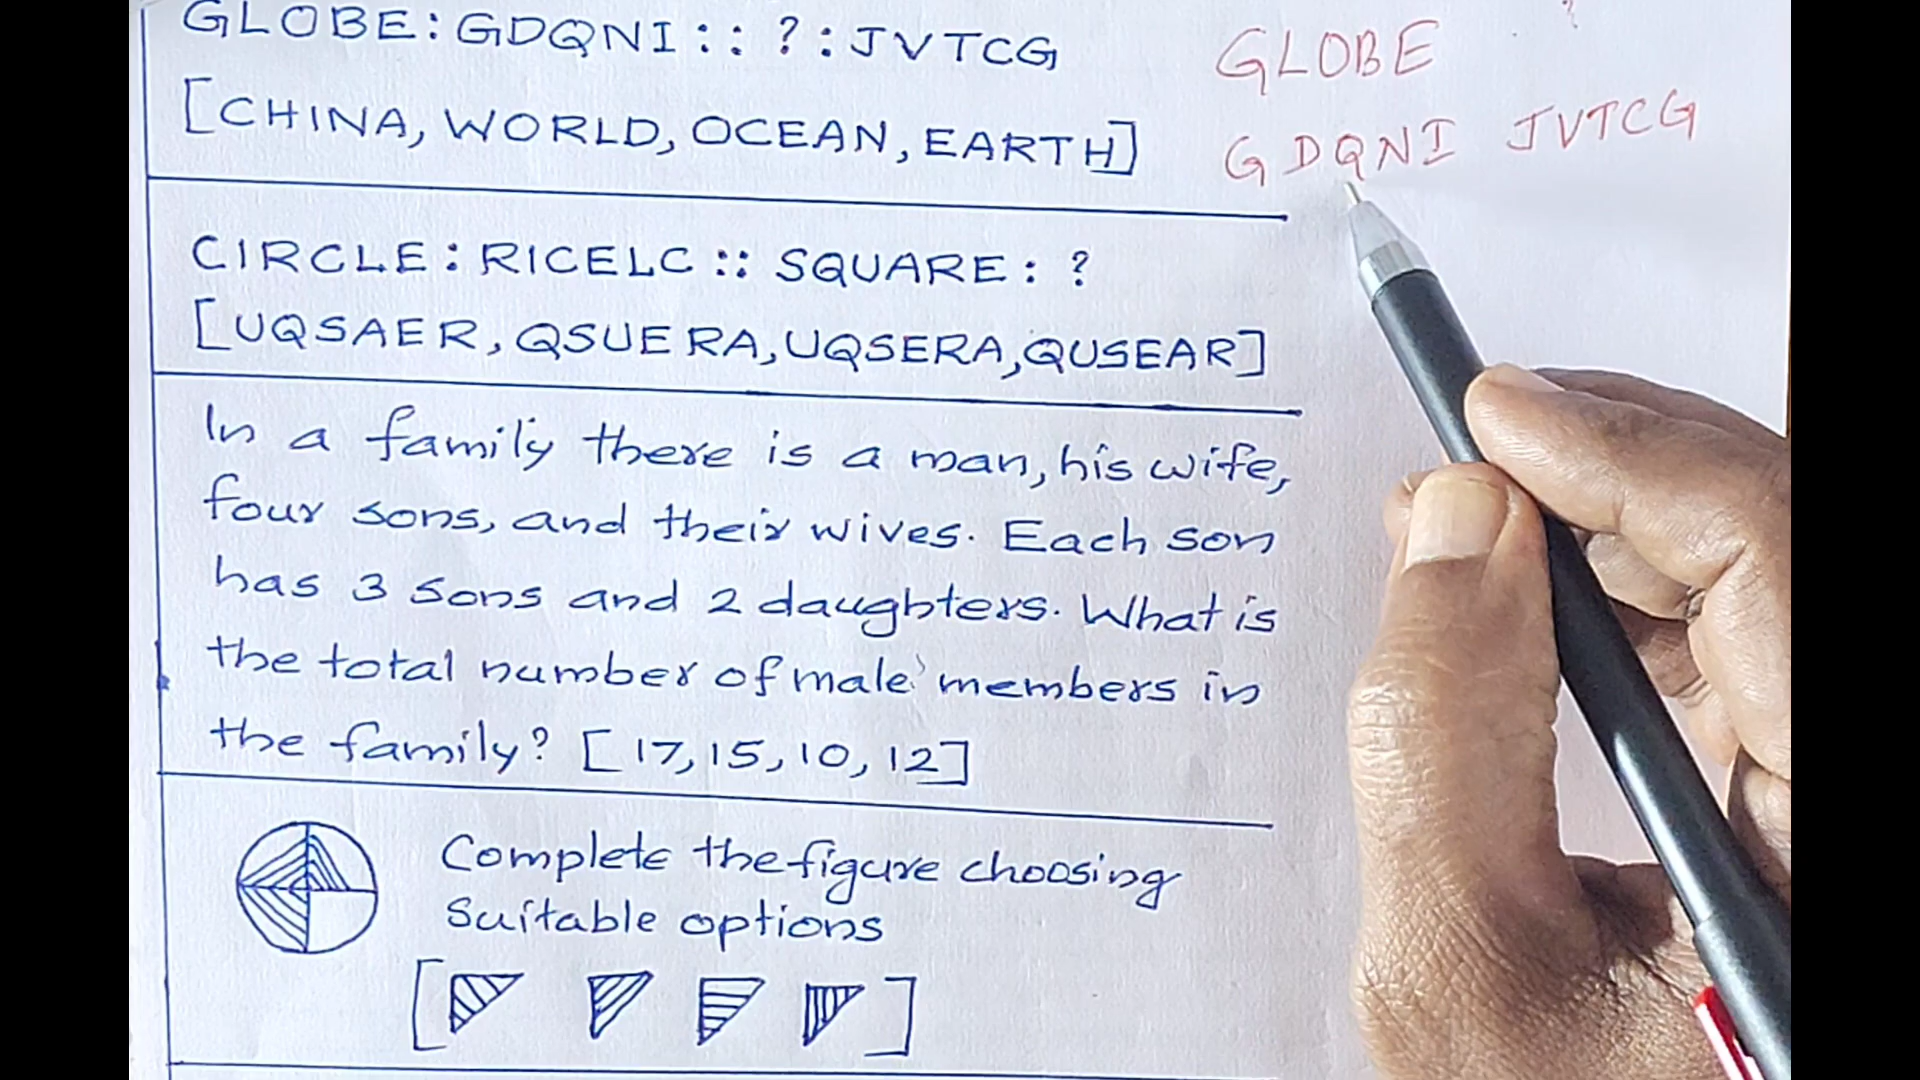 GLOBE:GDQNI:: ? :JVTCG
[CHINA, WORLD, OCEAN, EARTH]
GLOBE
GDQNI JVTCG
CIRCLE: RICELC :: SQUARE: ?
[UQSAER, QSUERA, UQSERA, QUSEAR]
In a family there is a man, his wife,
four sons, and their wives. Each son
has 3 sons and 2 daughters. What is
the total number of male members in
the family? [17, 15, 10, 12]
Complete the figure choosing
suitable options